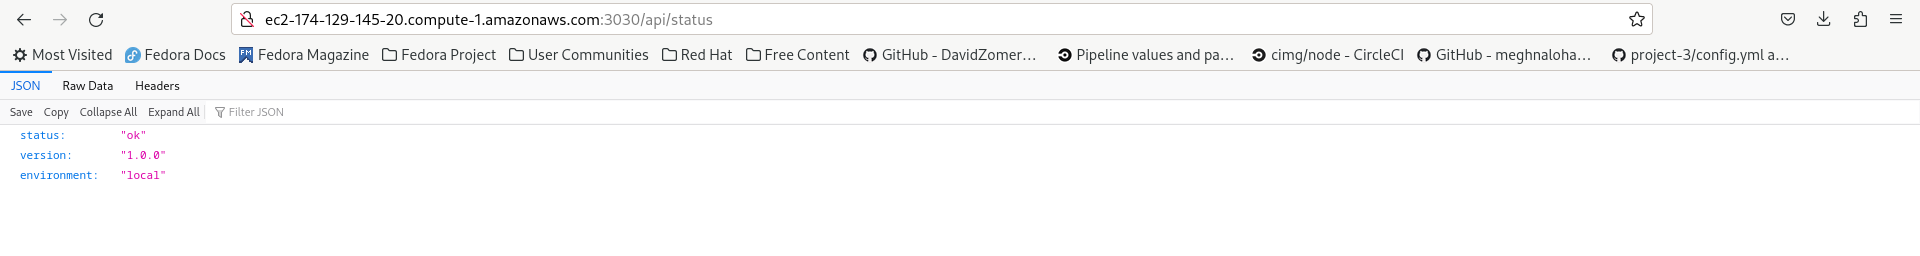 ec2-174-129-145-20.compute-1.amazonaws.com:3030/api/status
Most Visited Fedora Docs FM Fedora Magazine Fedora Project User Communities Red Hat Free Content GitHub - DavidZomer… Pipeline values and pa… cimg/node - CircleCI GitHub - meghnaloha… project-3/config.yml a…
JSON Raw Data Headers
Save Copy Collapse All Expand All Filter JSON
status: "ok"
version: "1.0.0"
environment: "local"